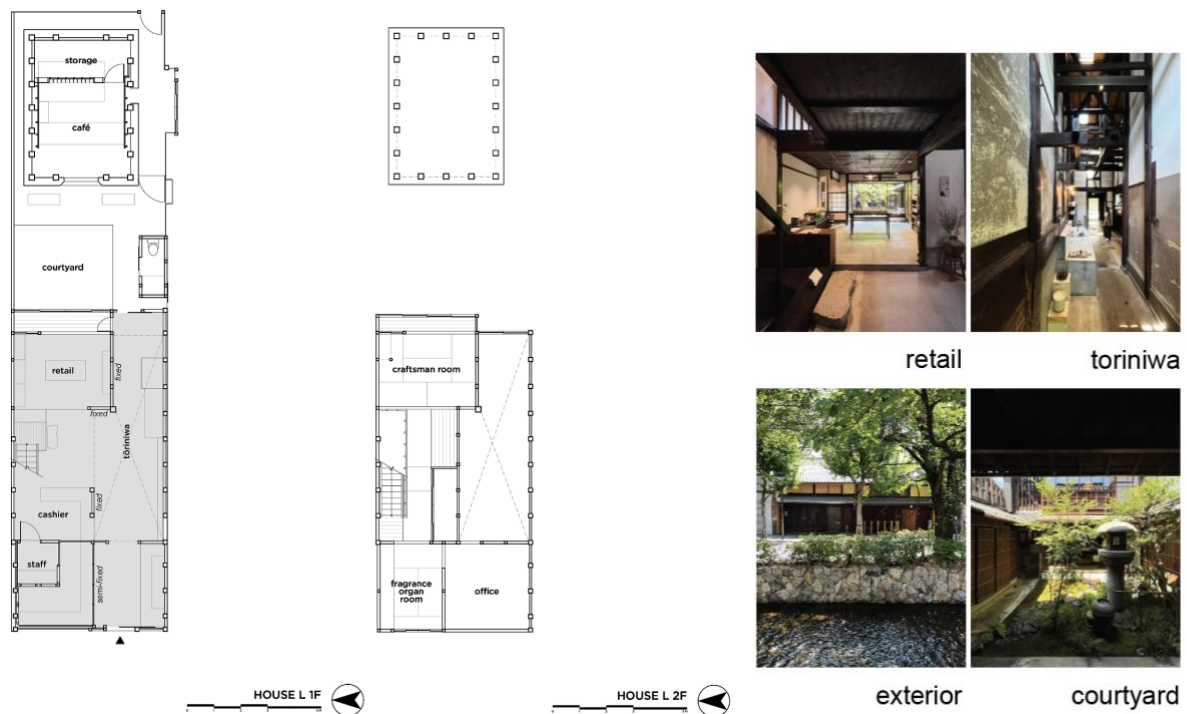 storage
café
courtyard
retail
fixed
fixed
tōriniwa
fixed
cashier
staff
semi-fixed
HOUSE L 1F
craftsman room
fragrance
organ
room
office
HOUSE L 2F
retail
toriniwa
exterior
courtyard